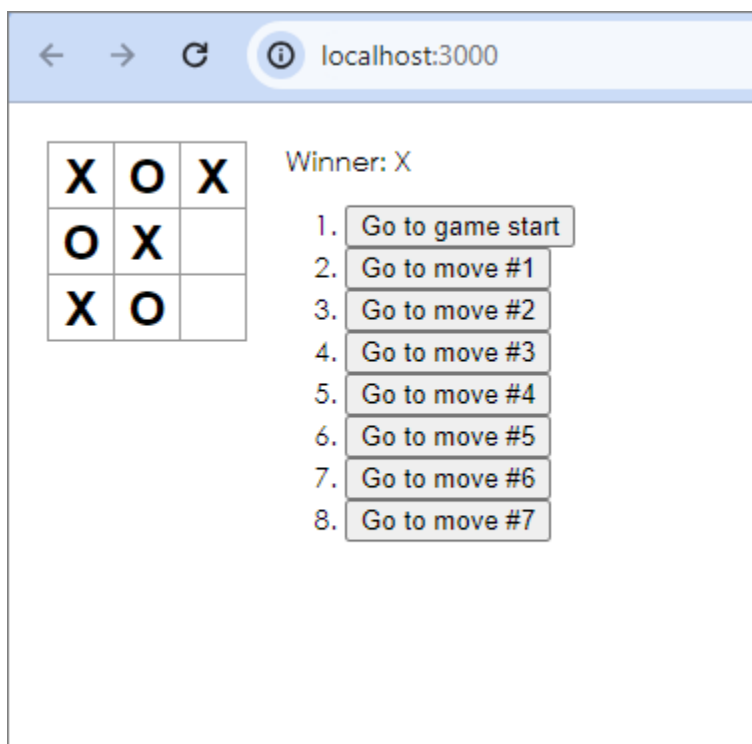 localhost:3000
X O X
O X
X O
Winner: X
1. Go to game start
2. Go to move #1
3. Go to move #2
4. Go to move #3
5. Go to move #4
6. Go to move #5
7. Go to move #6
8. Go to move #7